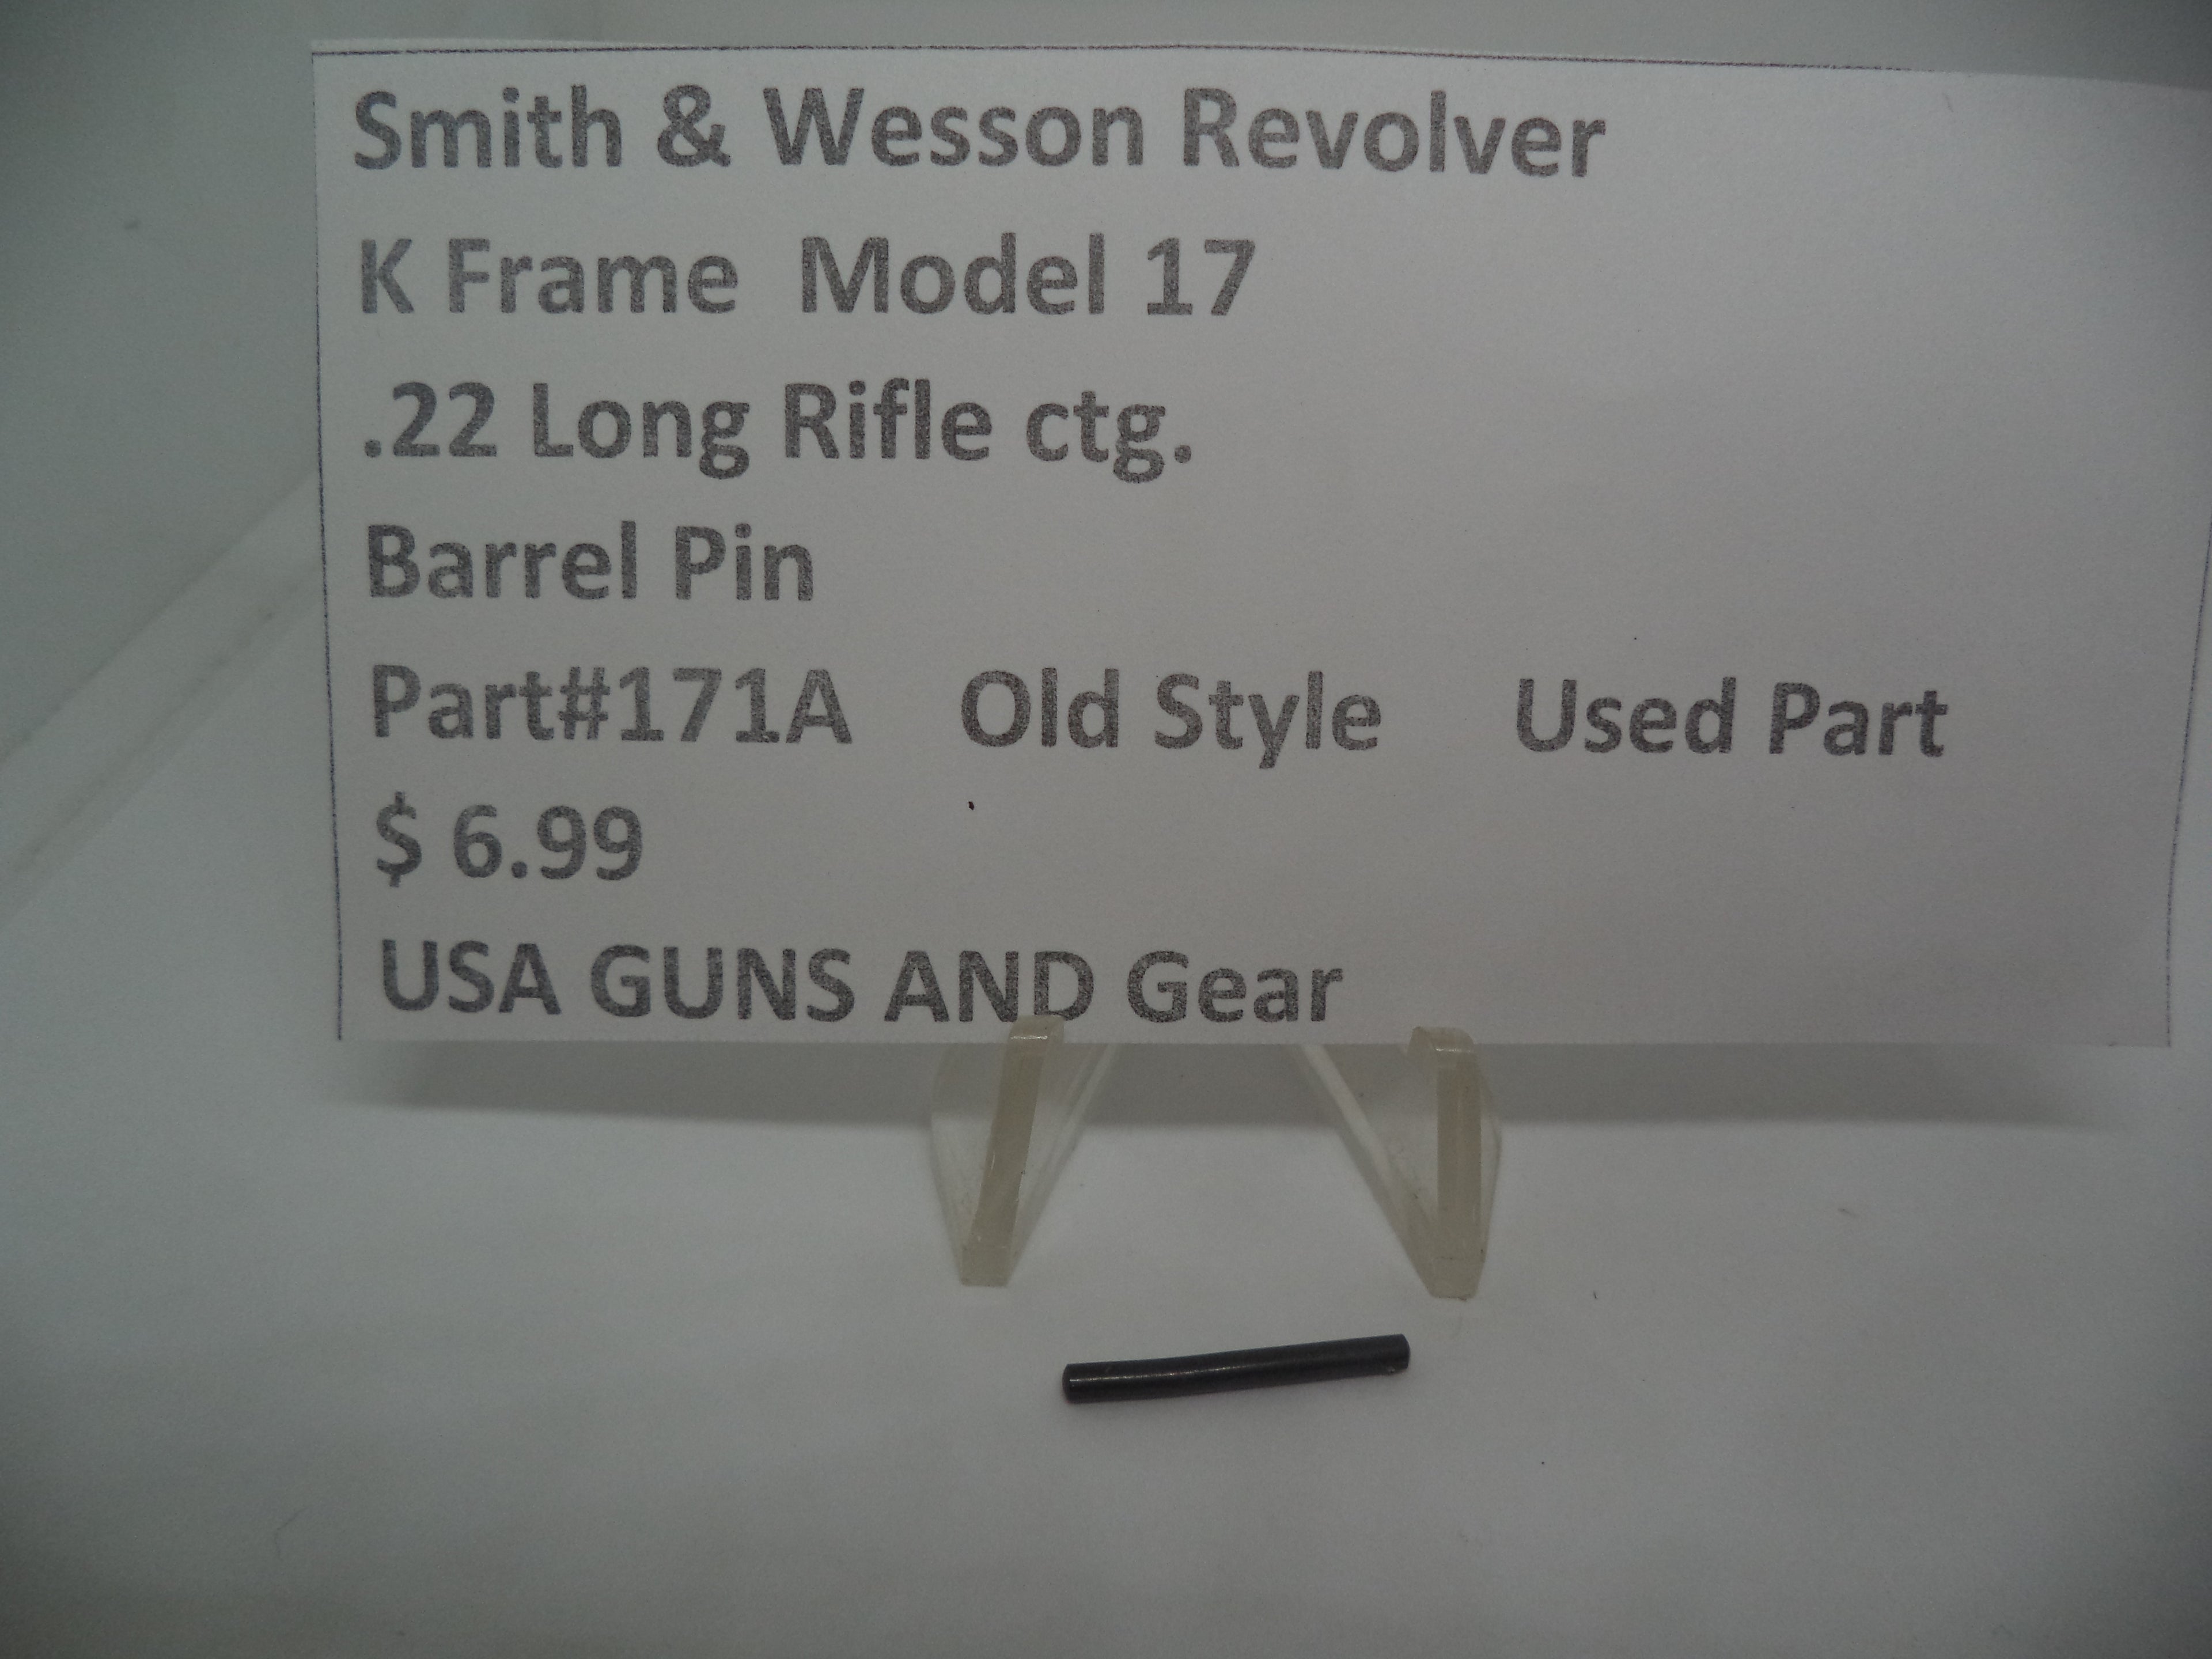 Smith & Wesson Revolver
K Frame Model 17
.22 Long Rifle ctg.
Barrel Pin
Part#171A Old Style Used Part
$ 6.99
USA GUNS AND Gear